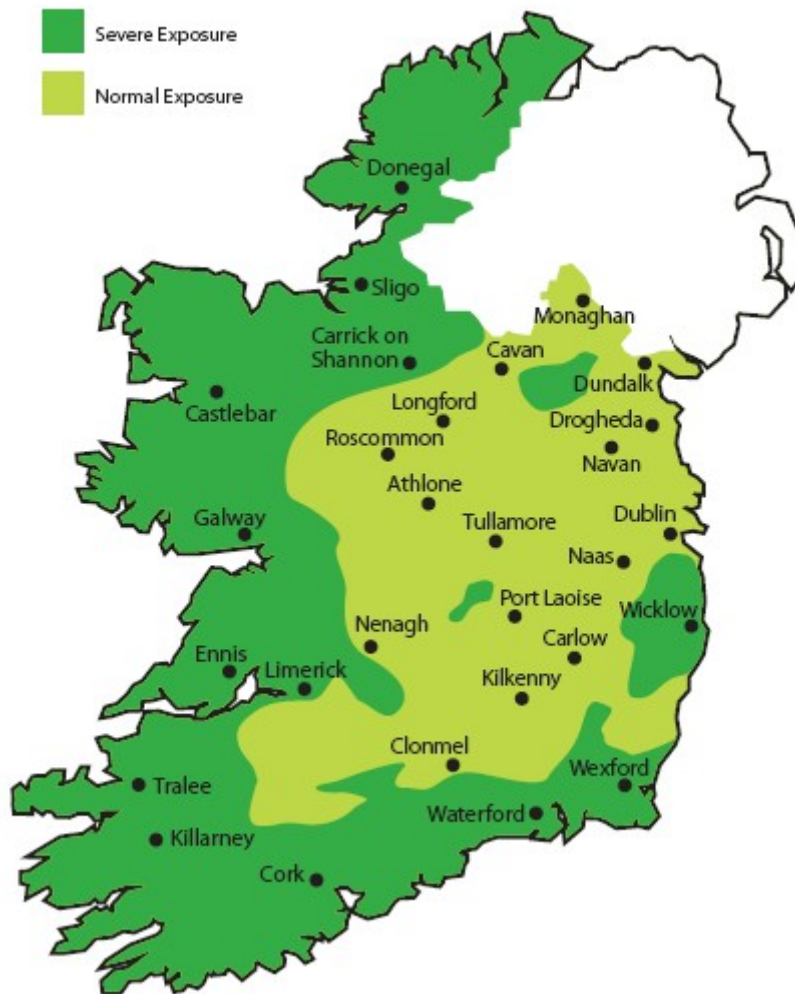 Severe Exposure
Normal Exposure
Donegal
Sligo
Monaghan
Carrick on
Shannon
Cavan
Dundalk
Castlebar
Longford
Drogheda
Roscommon
Navan
Athlone
Galway
Tullamore
Dublin
Naas
Port Laoise
Wicklow
Nenagh
Carlow
Ennis
Limerick
Kilkenny
Clonmel
Wexford
Tralee
Waterford
Killarney
Cork